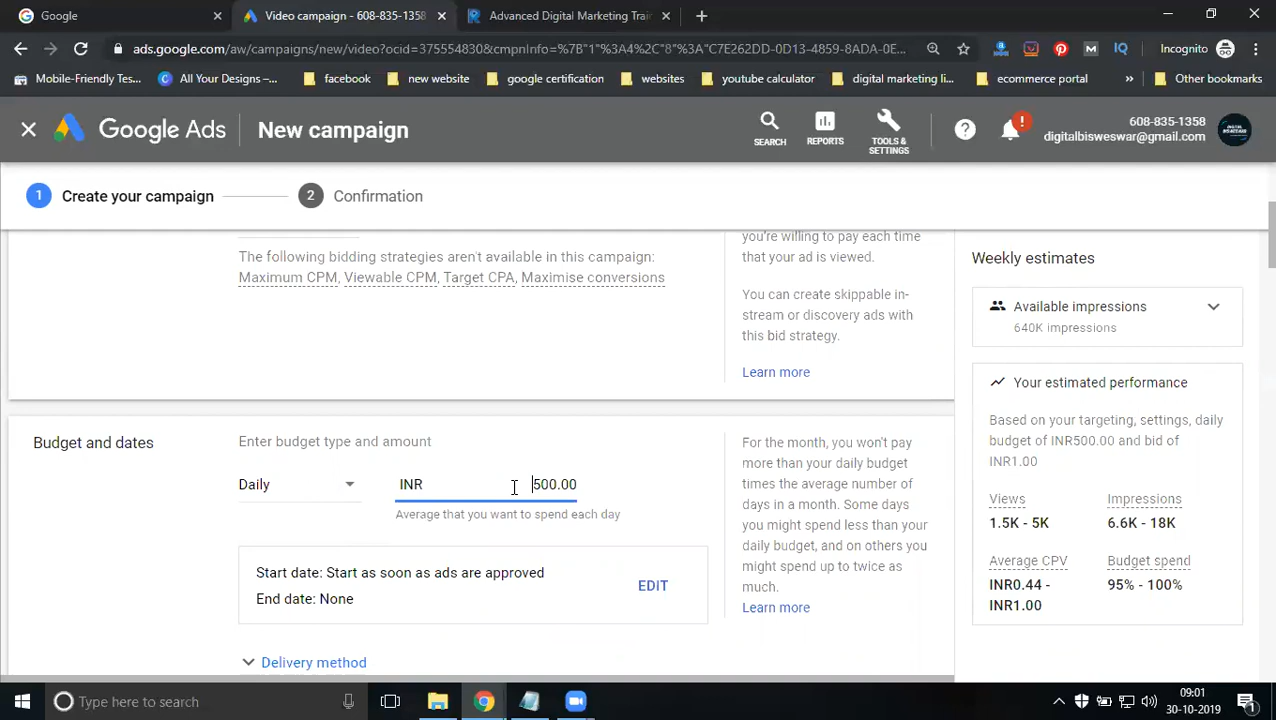 Google
Video campaign - 608-835-1358
Advanced Digital Marketing Trai
ads.google.com/aw/campaigns/new/video?ocid=375554830&cmpnInfo=%7B"1"%3A4%2C"8"%3A"C7E262DD-0D13-4859-8ADA-0E...
Incognito
Mobile-Friendly Tes...
All Your Designs –...
facebook
new website
google certification
websites
youtube calculator
digital marketing li...
ecommerce portal
»
Other bookmarks
Google Ads
New campaign
SEARCH
REPORTS
TOOLS & SETTINGS
608-835-1358
digitalbisweswar@gmail.com
1 Create your campaign
2 Confirmation
The following bidding strategies aren't available in this campaign:
Maximum CPM, Viewable CPM, Target CPA, Maximise conversions
you're willing to pay each time
that your ad is viewed.
You can create skippable in-
stream or discovery ads with
this bid strategy.
Learn more
Weekly estimates
Available impressions
640K impressions
Your estimated performance
Based on your targeting, settings, daily
budget of INR500.00 and bid of
INR1.00
Views
1.5K - 5K
Impressions
6.6K - 18K
Average CPV
INR0.44 -
INR1.00
Budget spend
95% - 100%
Budget and dates
Enter budget type and amount
Daily
INR 500.00
Average that you want to spend each day
Start date: Start as soon as ads are approved
End date: None
EDIT
Delivery method
For the month, you won't pay
more than your daily budget
times the average number of
days in a month. Some days
you might spend less than your
daily budget, and on others you
might spend up to twice as
much.
Learn more
Type here to search
09:01
30-10-2019
1